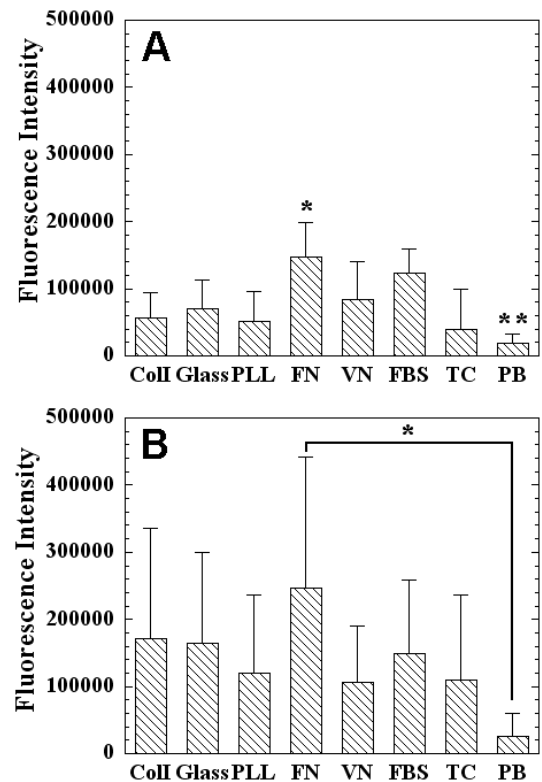 A
Fluorescence Intensity
500000
400000
300000
200000
100000
0
*
**
ColI Glass PLL FN VN FBS TC PB
B
Fluorescence Intensity
500000
400000
300000
200000
100000
0
*
ColI Glass PLL FN VN FBS TC PB